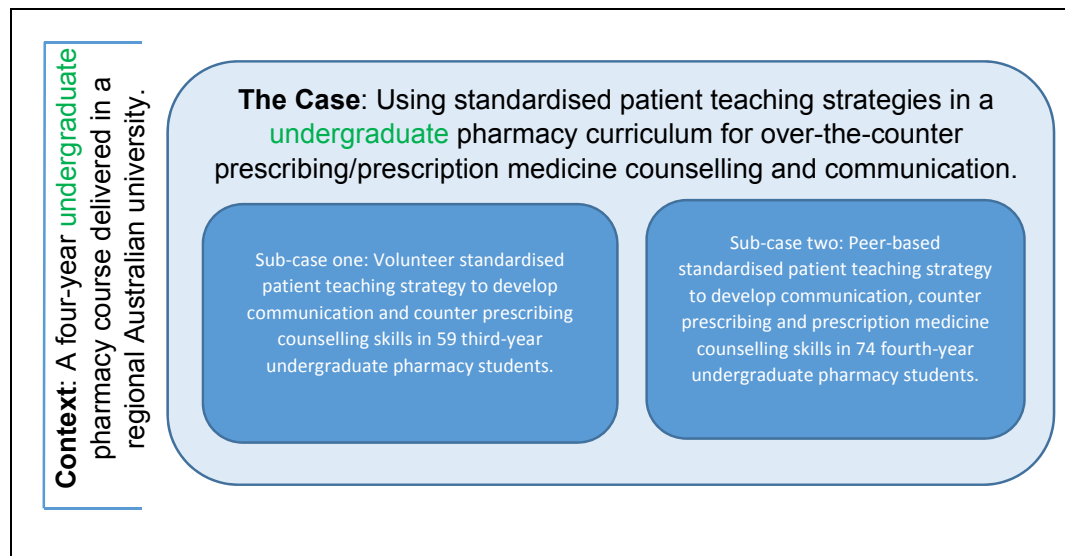 Context: A four-year undergraduate
pharmacy course delivered in a
regional Australian university.
The Case: Using standardised patient teaching strategies in a
undergraduate pharmacy curriculum for over-the-counter
prescribing/prescription medicine counselling and communication.
Sub-case one: Volunteer standardised
patient teaching strategy to develop
communication and counter prescribing
counselling skills in 59 third-year
undergraduate pharmacy students.
Sub-case two: Peer-based
standardised patient teaching strategy
to develop communication, counter
prescribing and prescription medicine
counselling skills in 74 fourth-year
undergraduate pharmacy students.